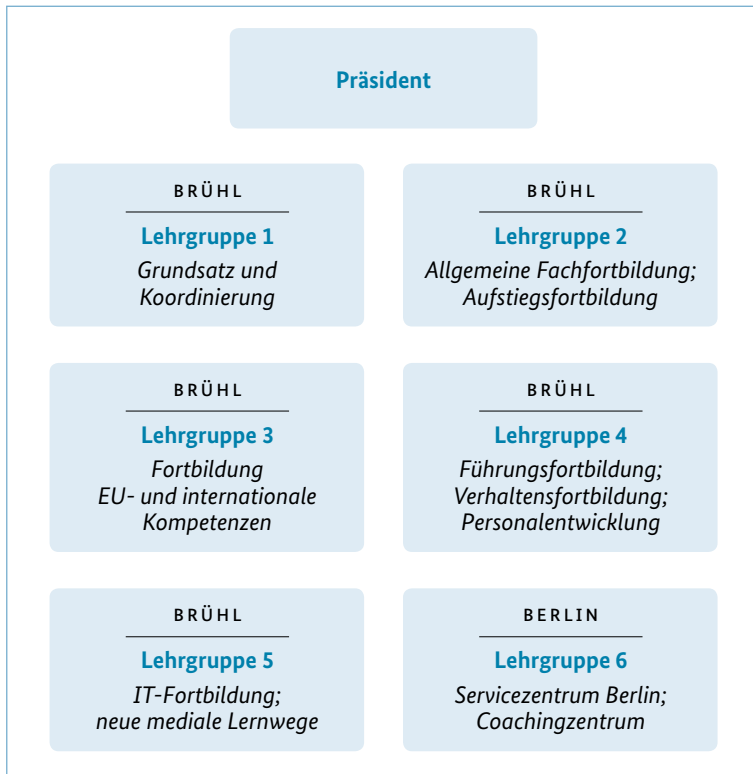 Präsident
BRÜHL
Lehrgruppe 1
Grundsatz und
Koordinierung
BRÜHL
Lehrgruppe 2
Allgemeine Fachfortbildung;
Aufstiegsfortbildung
BRÜHL
Lehrgruppe 3
Fortbildung
EU- und internationale
Kompetenzen
BRÜHL
Lehrgruppe 4
Führungsfortbildung;
Verhaltensfortbildung;
Personalentwicklung
BRÜHL
Lehrgruppe 5
IT-Fortbildung;
neue mediale Lernwege
BERLIN
Lehrgruppe 6
Servicezentrum Berlin;
Coachingzentrum